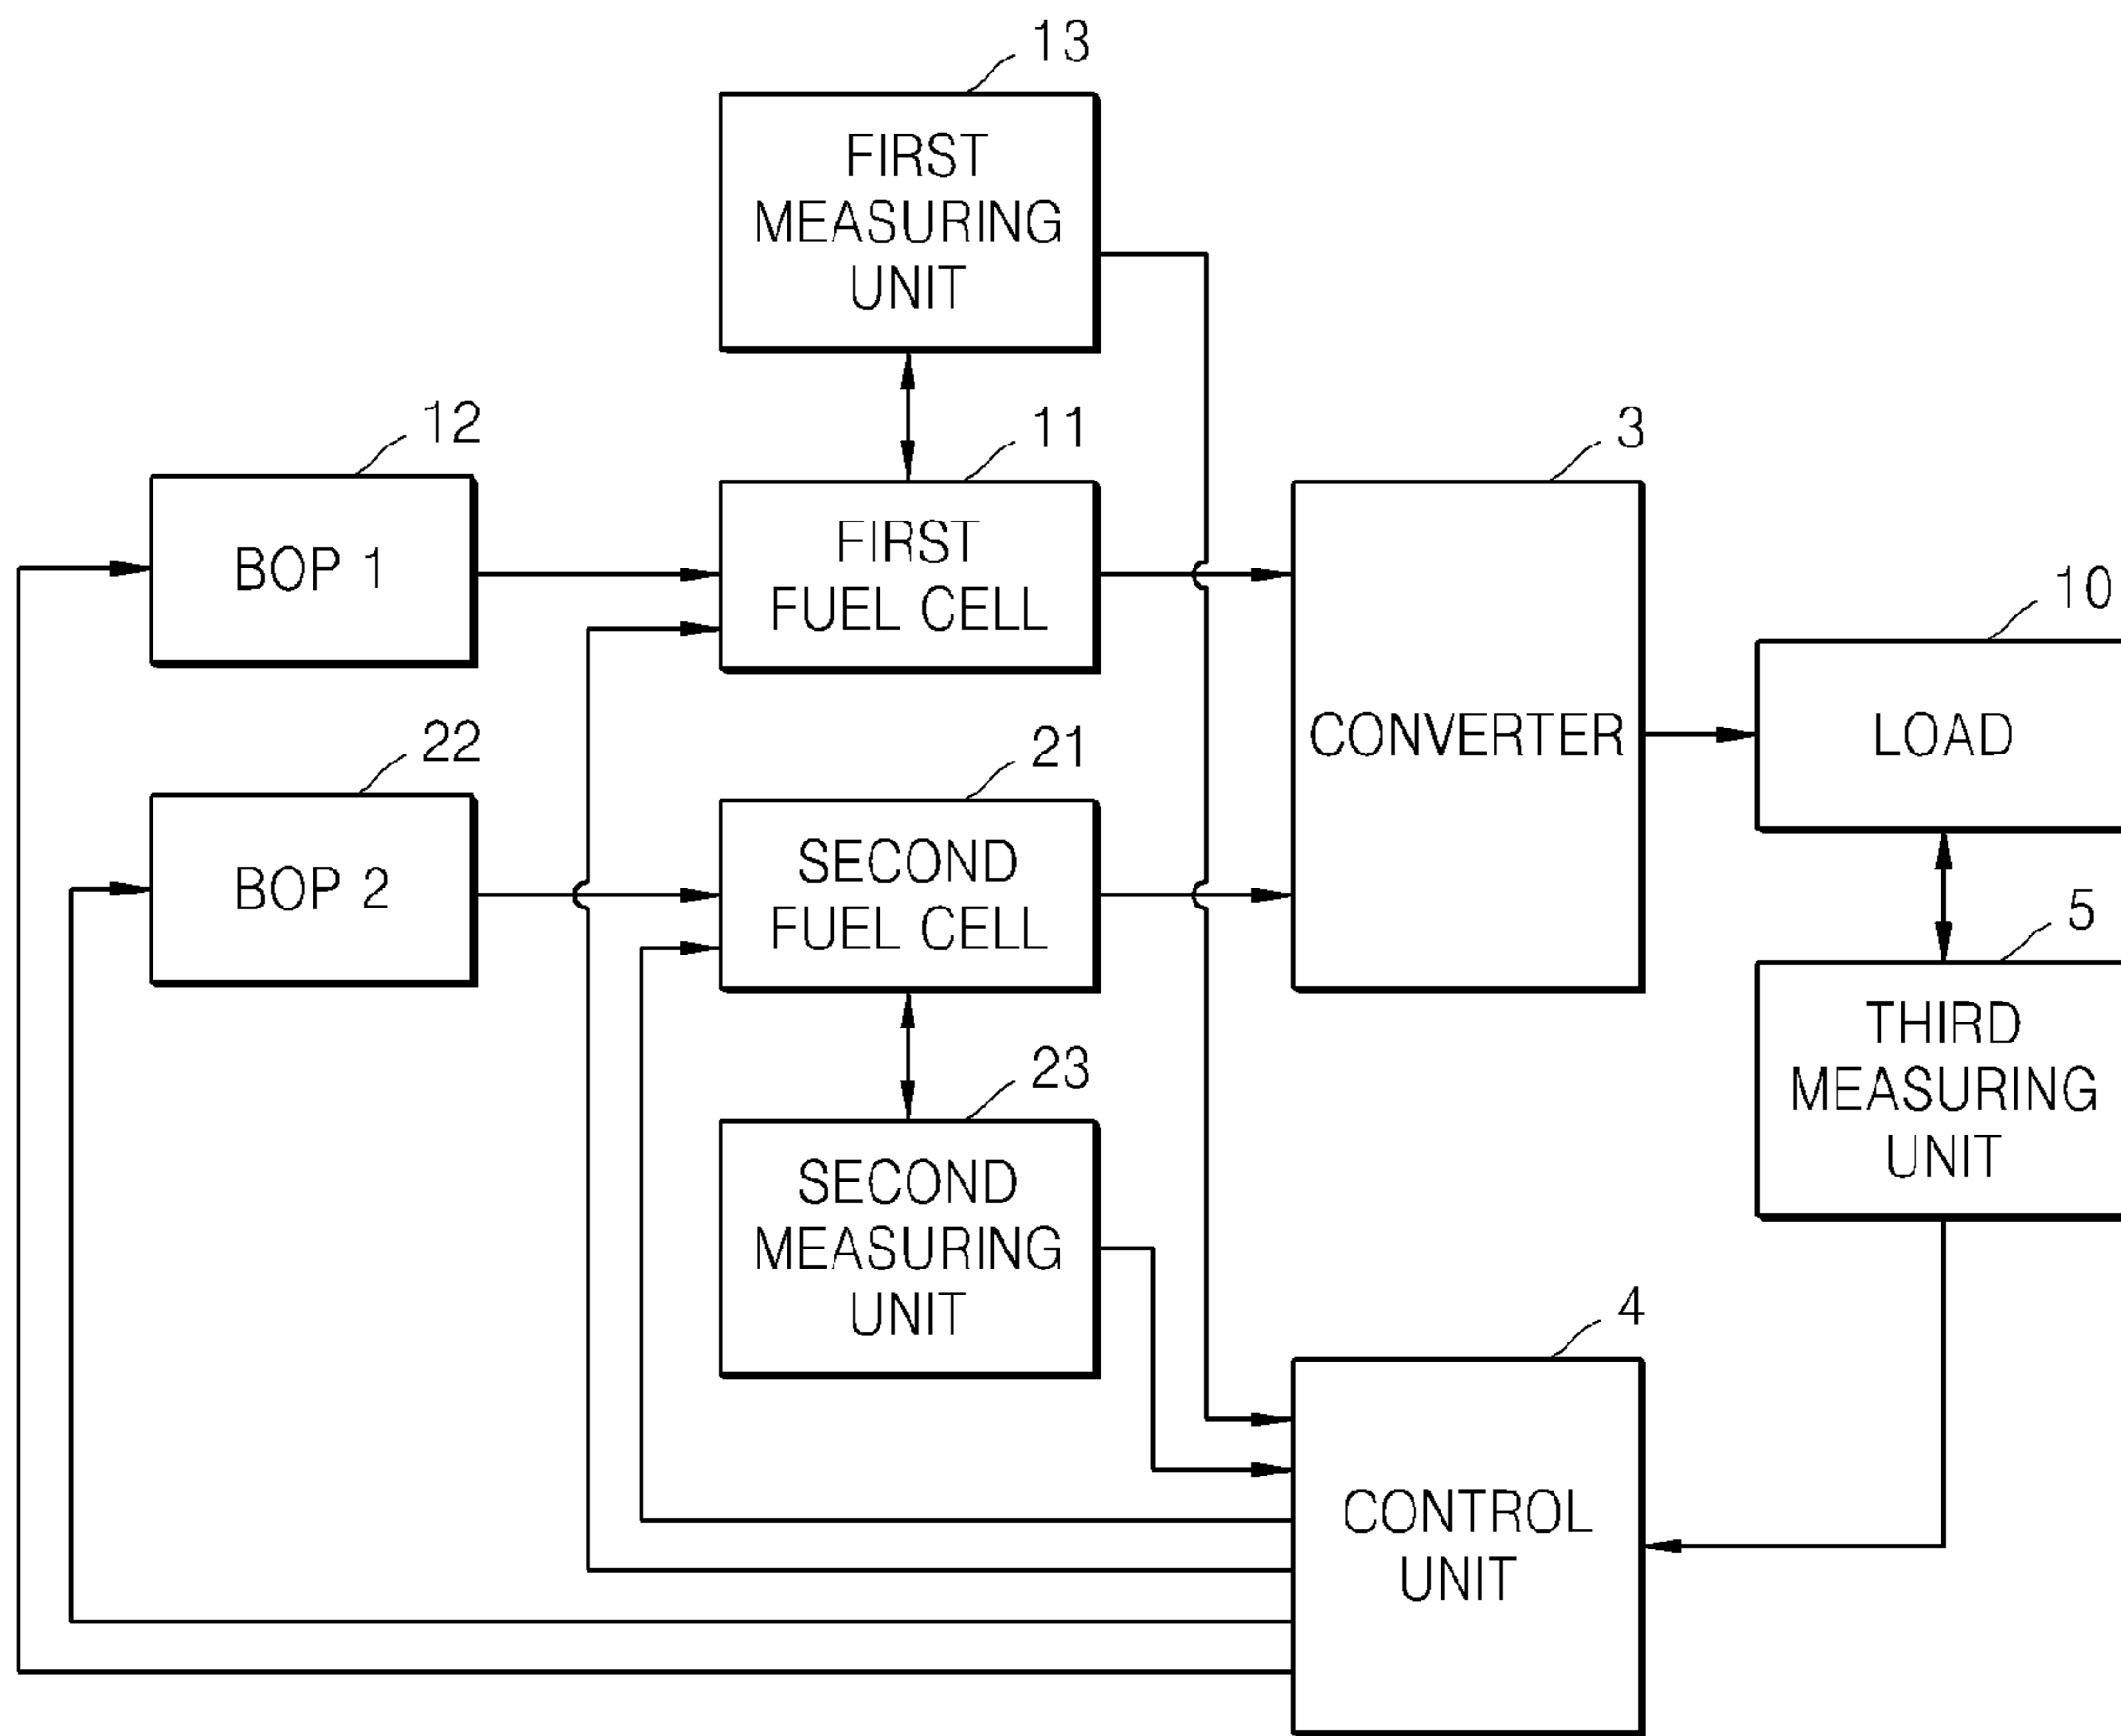 13
FIRST
MEASURING
UNIT
12
BOP 1
11
FIRST
FUEL CELL
3
CONVERTER
10
LOAD
22
BOP 2
21
SECOND
FUEL CELL
5
THIRD
MEASURING
UNIT
23
SECOND
MEASURING
UNIT
4
CONTROL
UNIT